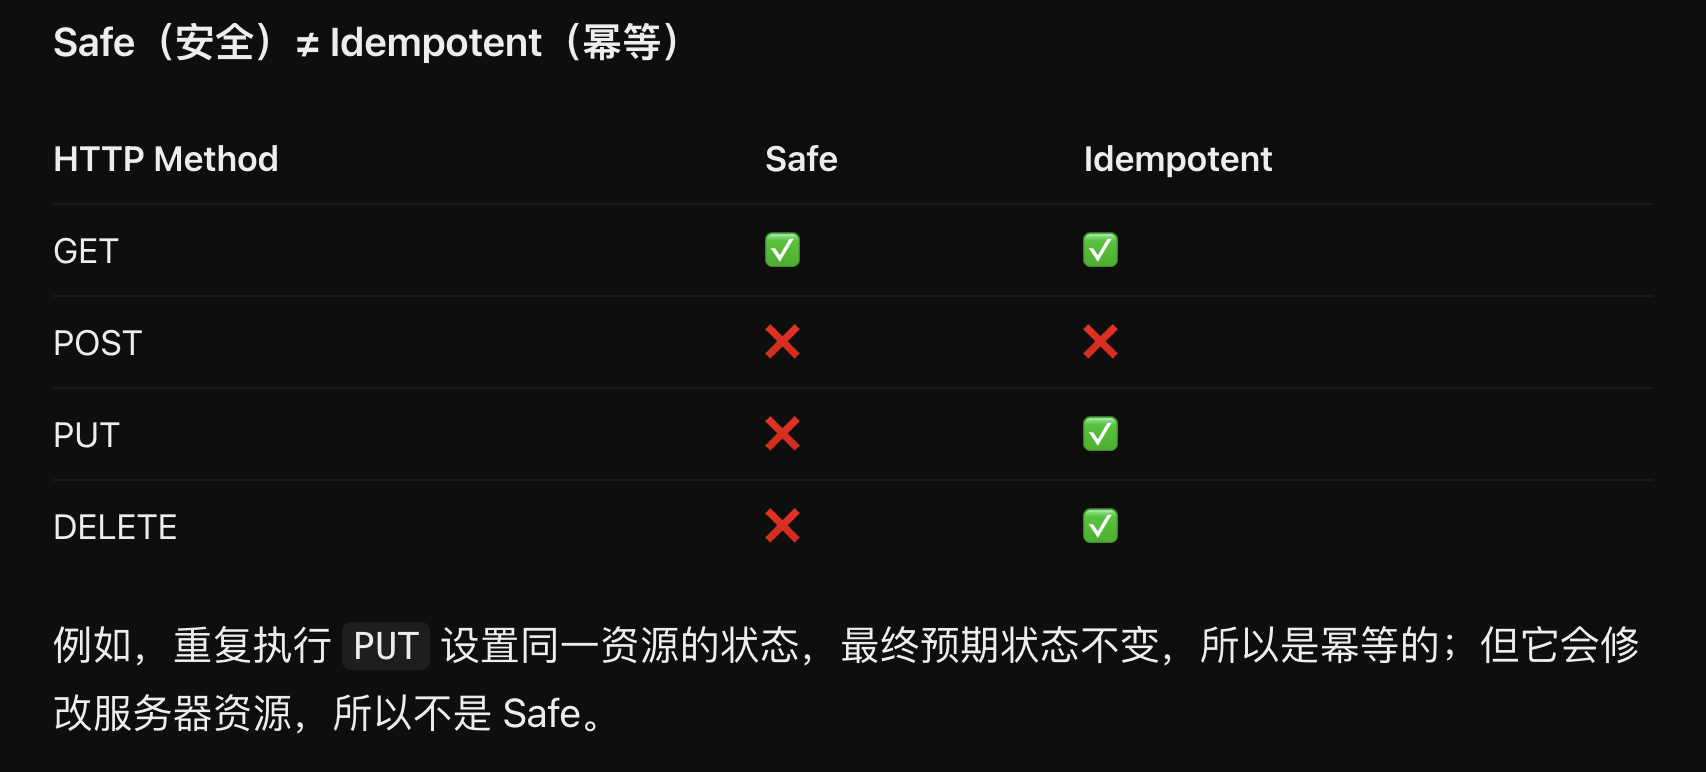 Safe（安全）≠ Idempotent（幂等）
HTTP Method Safe Idempotent
GET ✅ ✅
POST ❌ ❌
PUT ❌ ✅
DELETE ❌ ✅
例如，重复执行 PUT 设置同一资源的状态，最终预期状态不变，所以是幂等的；但它会修
改服务器资源，所以不是 Safe。